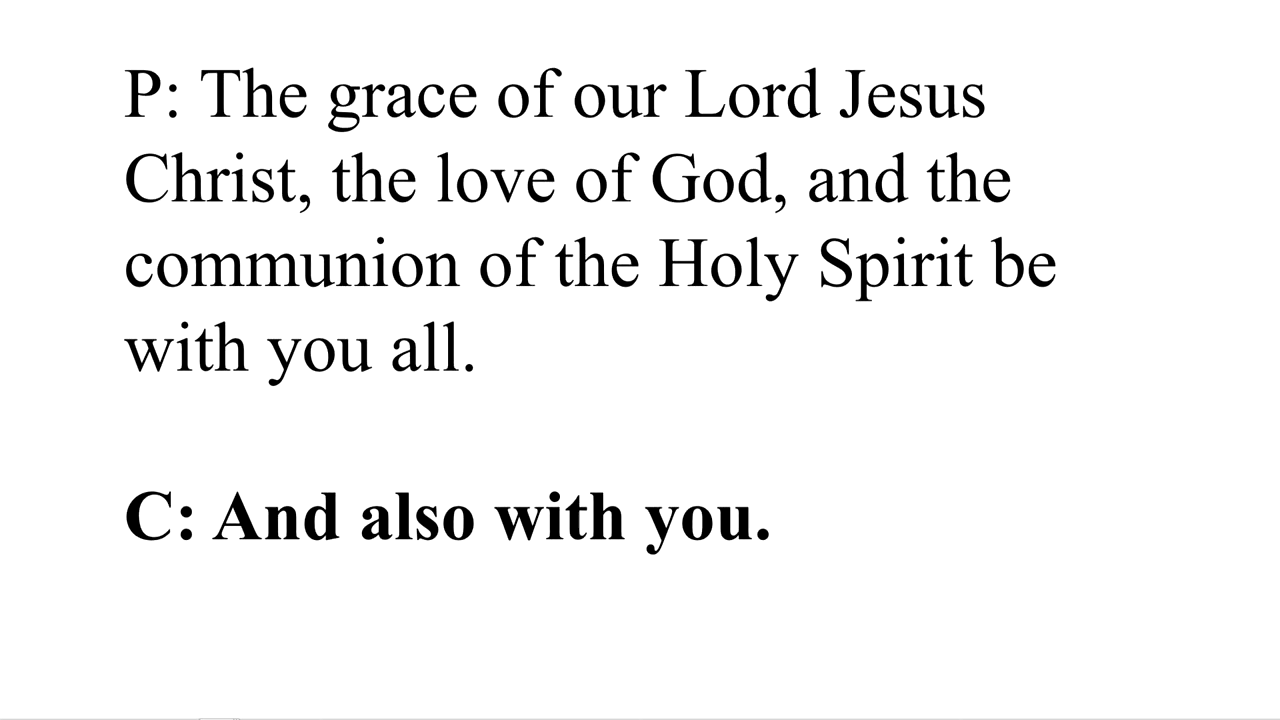 P: The grace of our Lord Jesus
Christ, the love of God, and the
communion of the Holy Spirit be
with you all.
C: And also with you.